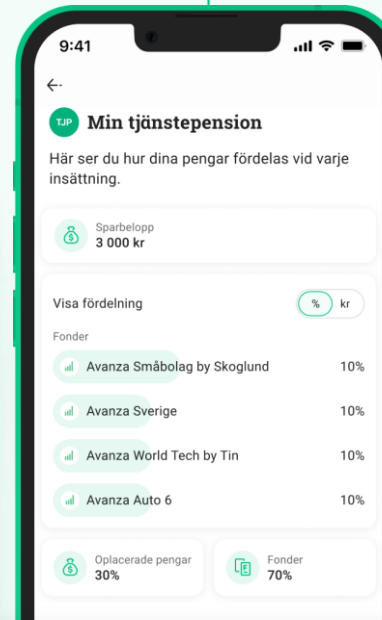 9:41
TJP Min tjänstepension
Här ser du hur dina pengar fördelas vid varje
insättning.
Sparbelopp
3 000 kr
Visa fördelning % kr
Fonder
Avanza Småbolag by Skoglund 10%
Avanza Sverige 10%
Avanza World Tech by Tin 10%
Avanza Auto 6 10%
Oplacerade pengar
30%
Fonder
70%